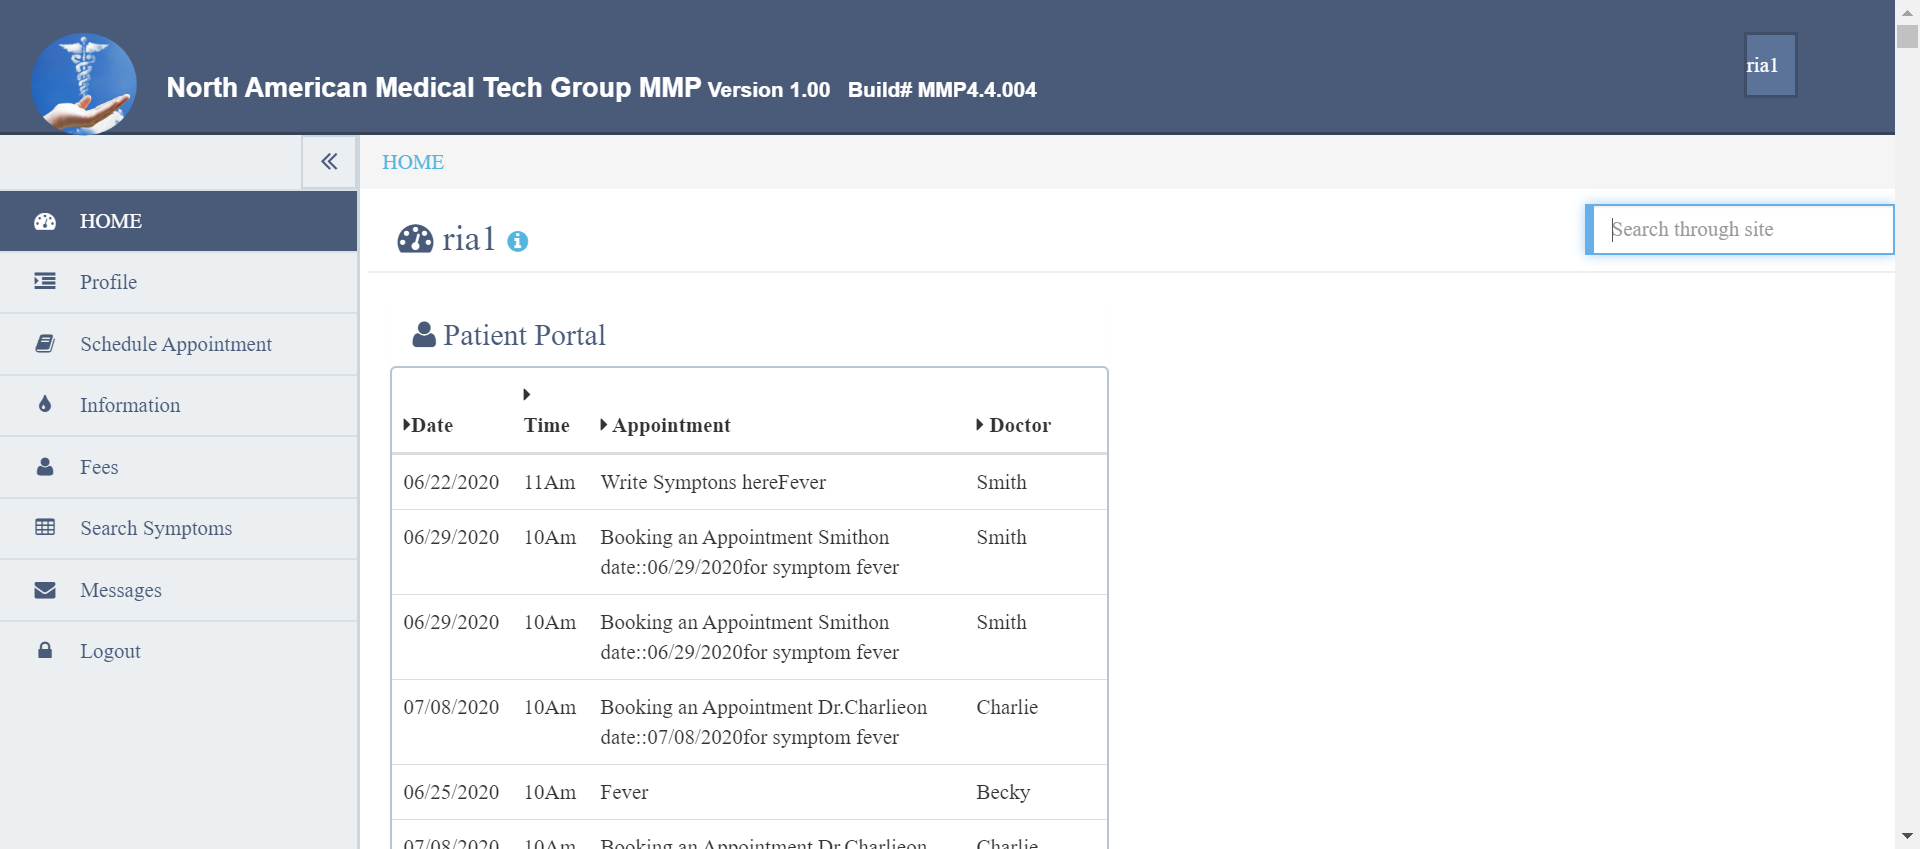 North American Medical Tech Group MMP Version 1.00 Build# MMP4.4.004
ria1
HOME
HOME
Profile
Schedule Appointment
Information
Fees
Search Symptoms
Messages
Logout
ria1
Search through site
Patient Portal
Date Time Appointment Doctor
06/22/2020 11Am Write Symptons hereFever Smith
06/29/2020 10Am Booking an Appointment Smithon Smith
date::06/29/2020for symptom fever
06/29/2020 10Am Booking an Appointment Smithon Smith
date::06/29/2020for symptom fever
07/08/2020 10Am Booking an Appointment Dr.Charlieon Charlie
date::07/08/2020for symptom fever
06/25/2020 10Am Fever Becky
07/08/2020 10Am Booking an Appointment Dr.Charlieon Charlie